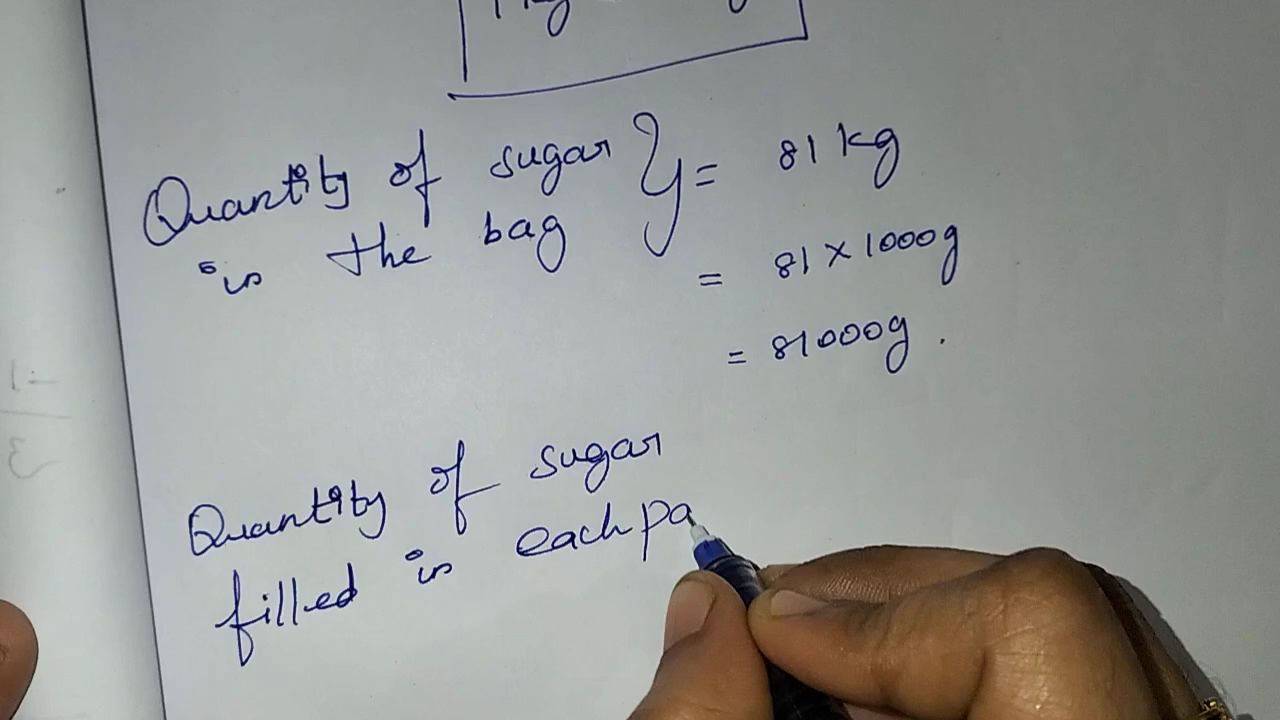 Quantity of sugar } = 81 kg
in the bag
= 81 × 1000g
= 81000g.
Quantity of sugar
filled in each pa